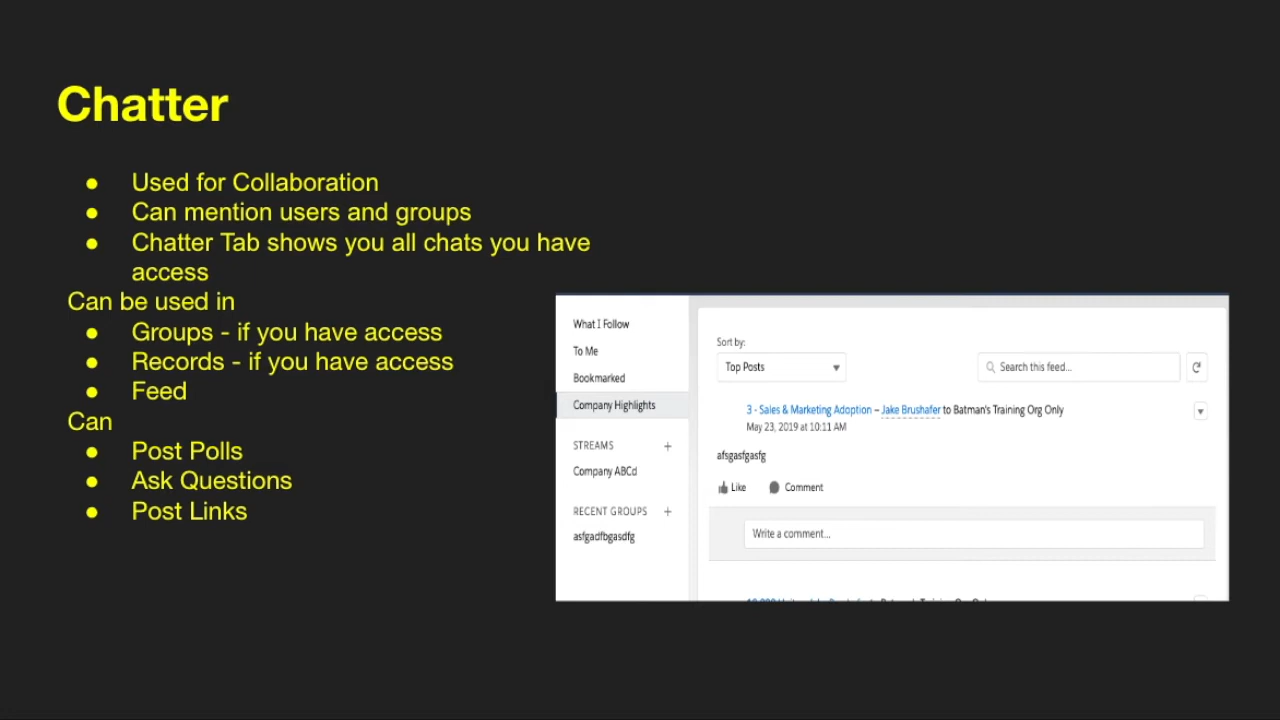 Chatter
● Used for Collaboration
● Can mention users and groups
● Chatter Tab shows you all chats you have
access
Can be used in
● Groups - if you have access
● Records - if you have access
● Feed
Can
● Post Polls
● Ask Questions
● Post Links
What I Follow
To Me
Bookmarked
Company Highlights
STREAMS +
Company ABCd
RECENT GROUPS +
asfgadfbgasdfg
Sort by:
Top Posts
Search this feed...
3 - Sales & Marketing Adoption – Jake Brushafer to Batman's Training Org Only
May 23, 2019 at 10:11 AM
afsgasfgasfg
Like Comment
Write a comment...